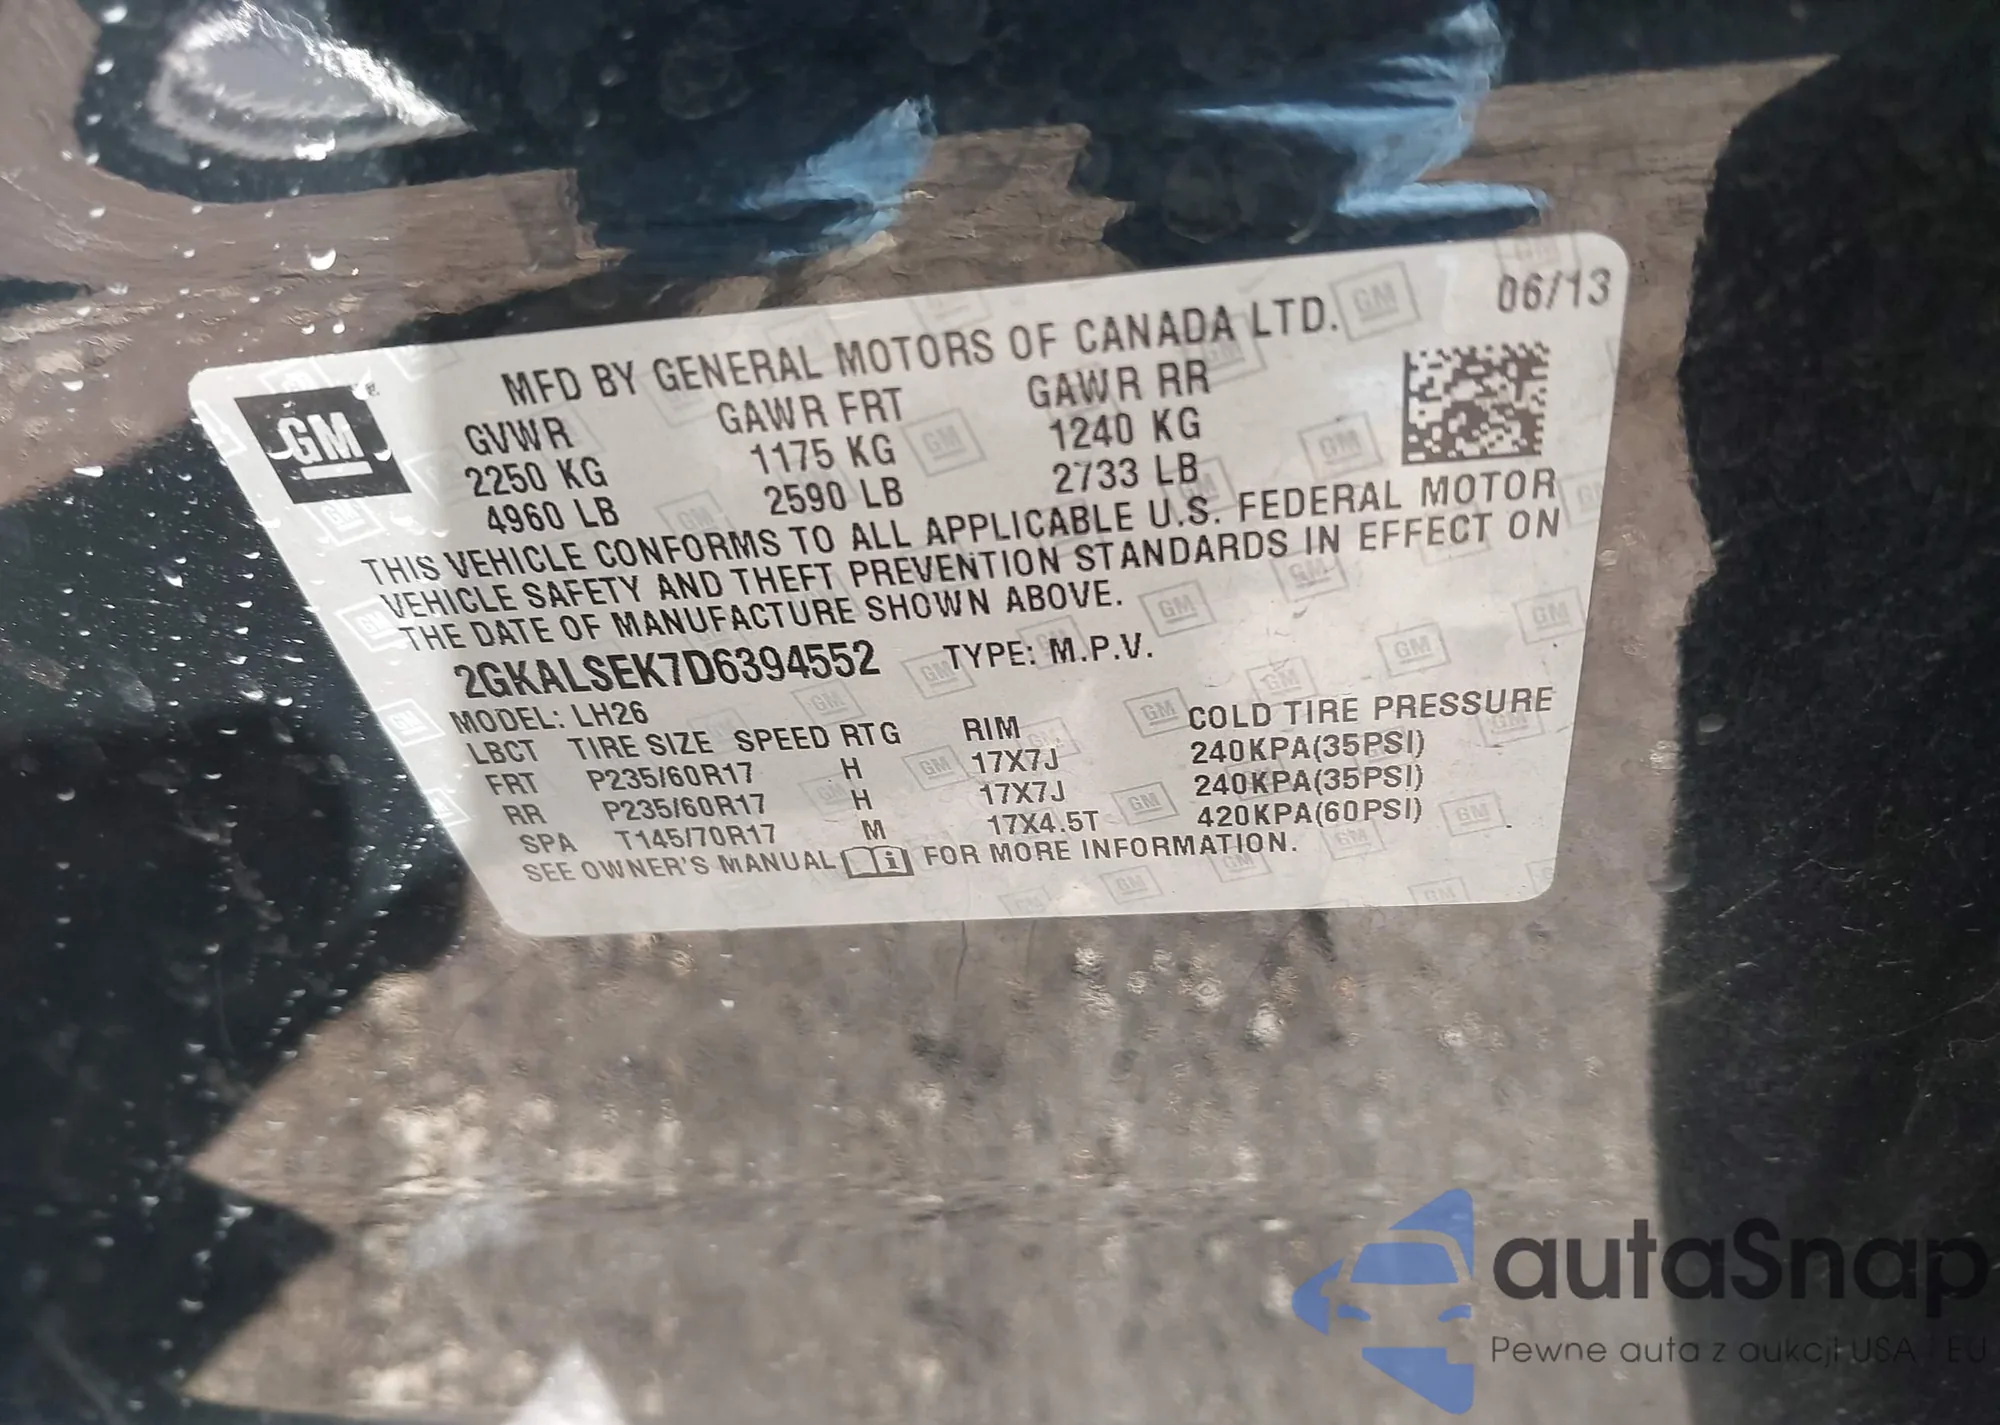 06/13
MFD BY GENERAL MOTORS OF CANADA LTD.
GM
GVWR GAWR FRT GAWR RR
2250 KG 1175 KG 1240 KG
4960 LB 2590 LB 2733 LB
THIS VEHICLE CONFORMS TO ALL APPLICABLE U.S. FEDERAL MOTOR
VEHICLE SAFETY AND THEFT PREVENTION STANDARDS IN EFFECT ON
THE DATE OF MANUFACTURE SHOWN ABOVE.
2GKALSEK7D6394552 TYPE: M.P.V.
MODEL: LH26
LBCT TIRE SIZE SPEED RTG RIM COLD TIRE PRESSURE
FRT P235/60R17 H 17X7J 240KPA(35PSI)
RR P235/60R17 H 17X7J 240KPA(35PSI)
SPA T145/70R17 M 17X4.5T 420KPA(60PSI)
SEE OWNER'S MANUAL FOR MORE INFORMATION.
autaSnap
Pewne auta z aukcji USA i EU